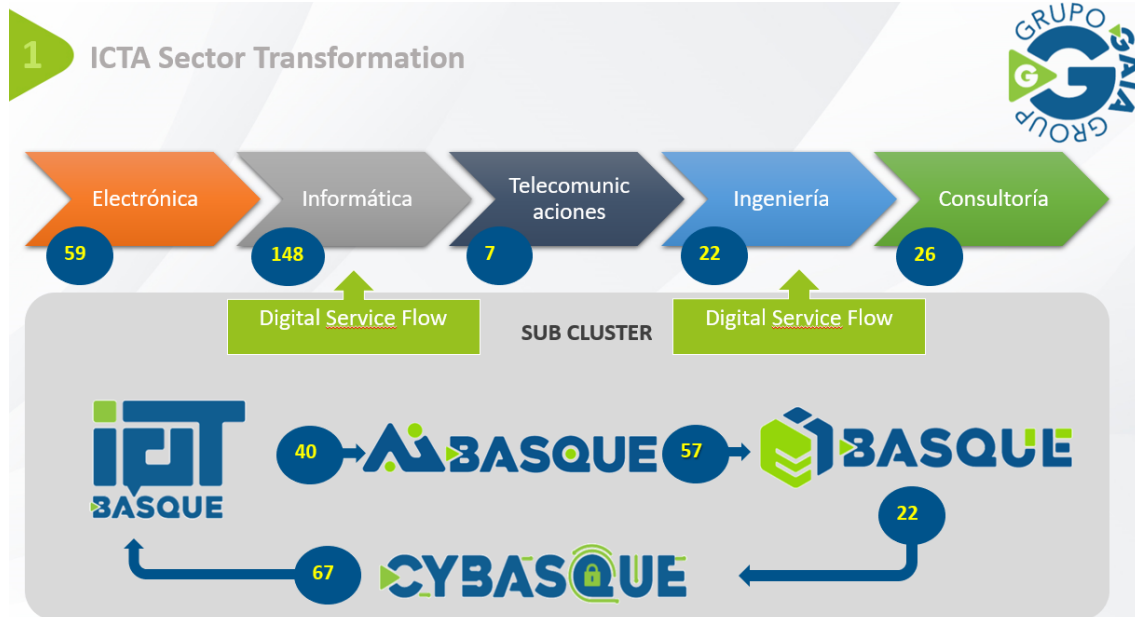 1
ICTA Sector Transformation
GRUPO GAIA GROUP
G
Electrónica
Informática
Telecomunic
aciones
Ingeniería
Consultoría
59
148
7
22
26
Digital Service Flow
Digital Service Flow
SUB CLUSTER
iOT
BASQUE
40
AI BASQUE
57
BASQUE
22
67
CYBASQUE